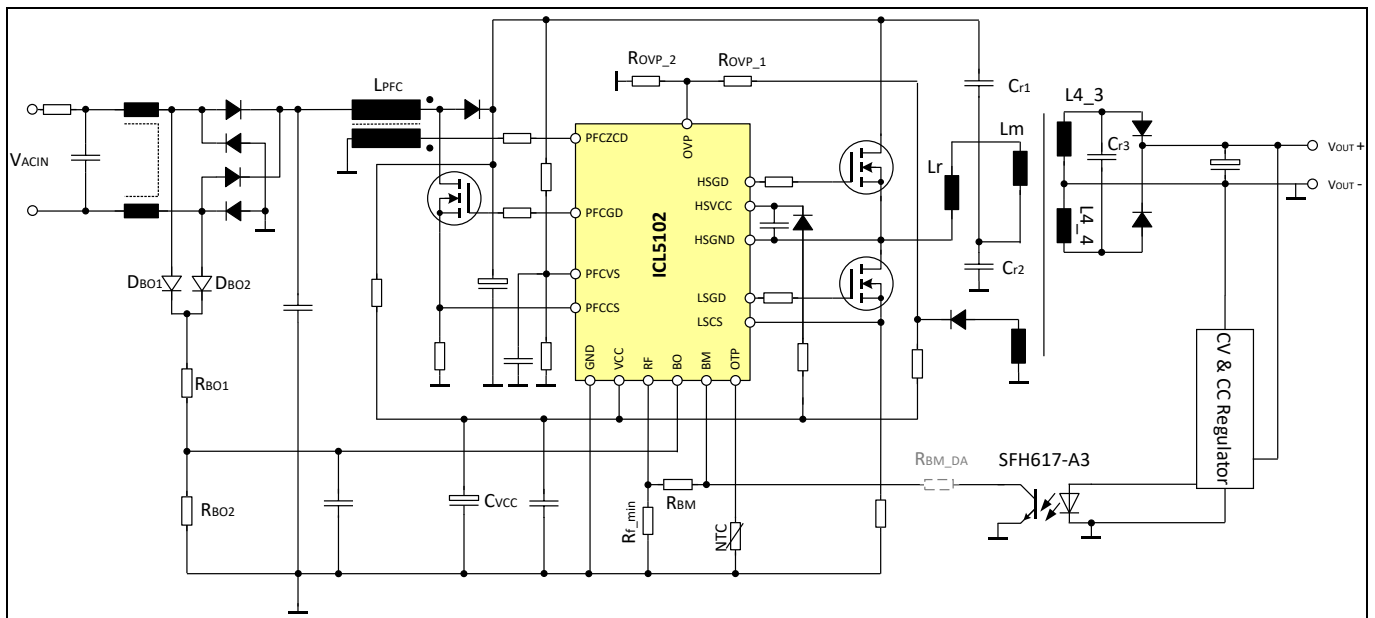 ROVP_2
ROVP_1
LPFC
Cr1
L4_3
VACIN
PFCZCD
OVP
Lm
Cr3
VOUT +
Lr
HSGD
VOUT -
HSVCC
PFCGD
L4_4
HSGND
ICL5102
Cr2
DBO1
DBO2
PFCVS
LSGD
PFCCS
LSCS
GND
VCC
RF
BO
BM
OTP
CV & CC Regulator
RBO1
RBM_DA
SFH617-A3
RBO2
CVCC
RBM
Rf_min
NTC